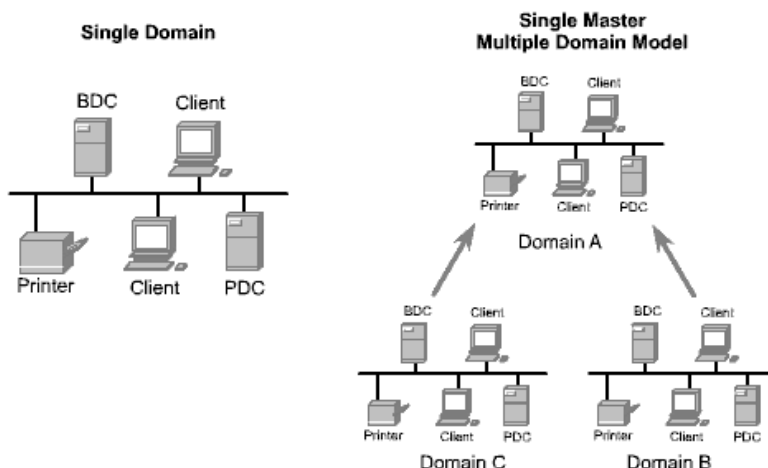 Single Domain
BDC Client
Printer Client PDC
Single Master
Multiple Domain Model
BDC Client
Printer Client PDC
Domain A
BDC Client
Printer Client PDC
Domain C
BDC Client
Printer Client PDC
Domain B